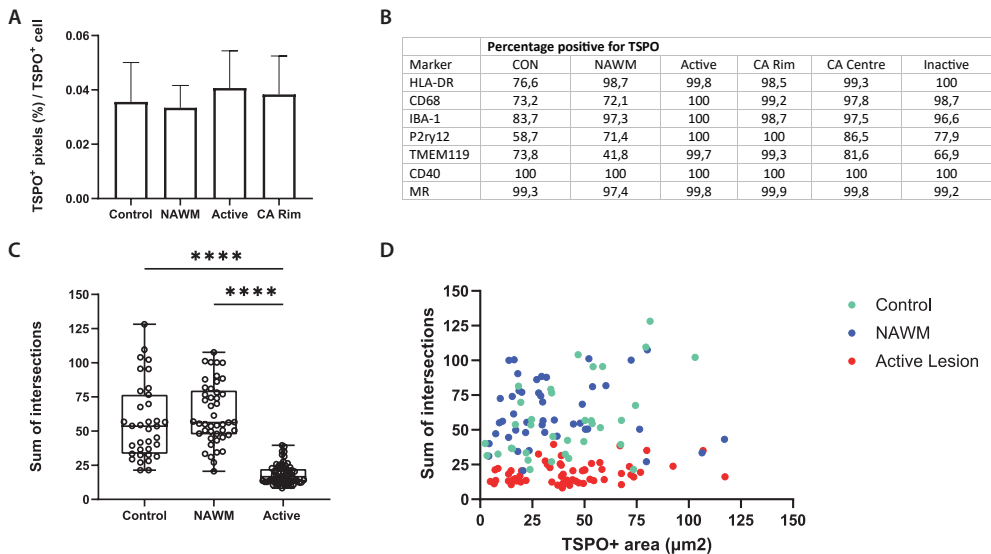 A
TSPO⁺ pixels (%) / TSPO⁺ cell
0.06
0.04
0.02
0.00
Control NAWM Active CA Rim
B
Percentage positive for TSPO
Marker CON NAWM Active CA Rim CA Centre Inactive
HLA-DR 76,6 98,7 99,8 98,5 99,3 100
CD68 73,2 72,1 100 99,2 97,8 98,7
IBA-1 83,7 97,3 100 98,7 97,5 96,6
P2ry12 58,7 71,4 100 100 86,5 77,9
TMEM119 73,8 41,8 99,7 99,3 81,6 66,9
CD40 100 100 100 100 100 100
MR 99,3 97,4 99,8 99,9 99,8 99,2
C
****
****
Sum of intersections
150
125
100
75
50
25
0
Control NAWM Active
D
Sum of intersections
150
125
100
75
50
25
0
0 25 50 75 100 125 150
TSPO+ area (µm2)
Control
NAWM
Active Lesion